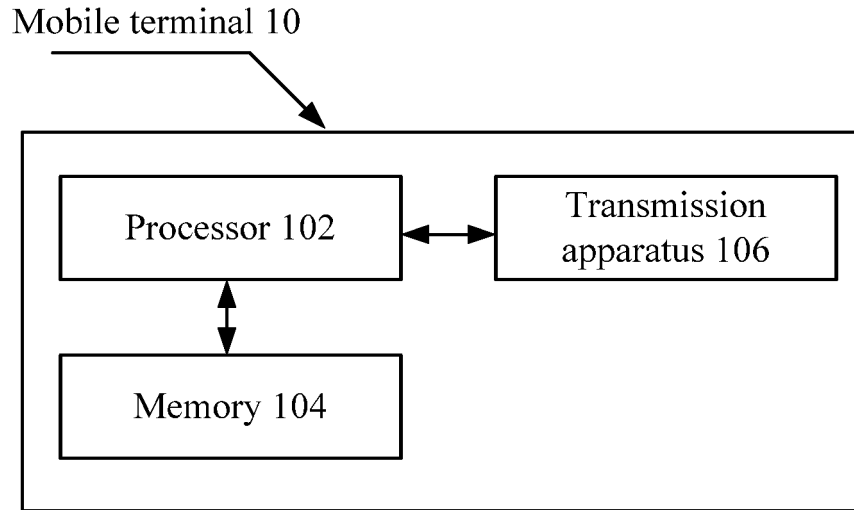 Mobile terminal 10
Processor 102
Transmission
apparatus 106
Memory 104